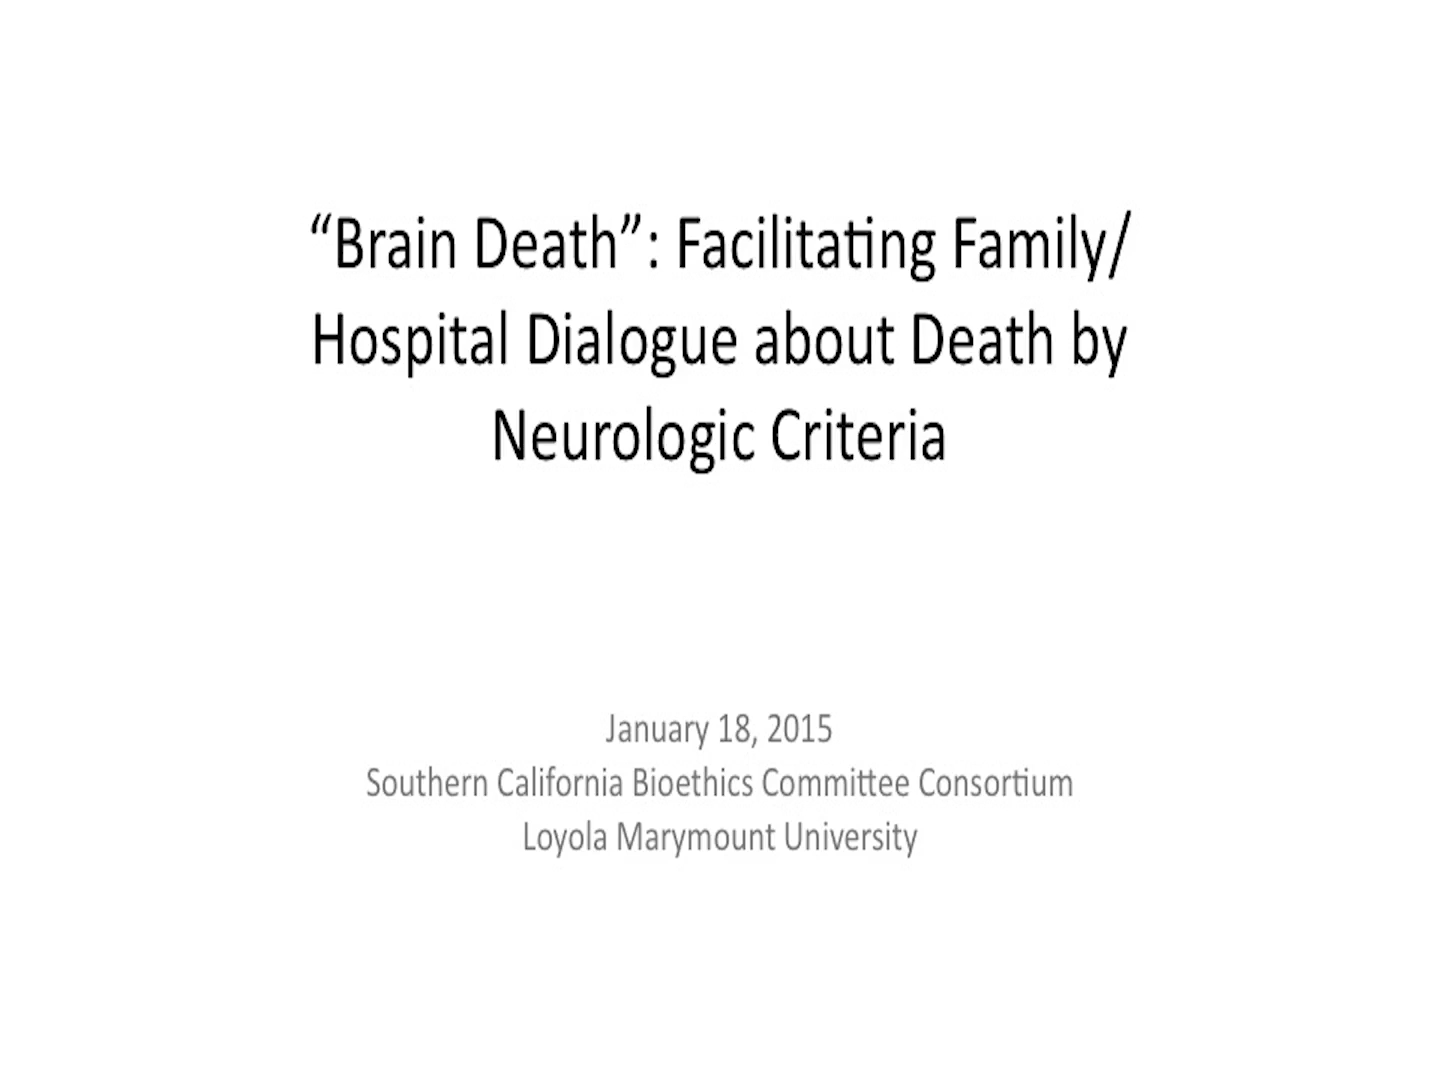 “Brain Death”: Facilitating Family/
Hospital Dialogue about Death by
Neurologic Criteria
January 18, 2015
Southern California Bioethics Committee Consortium
Loyola Marymount University